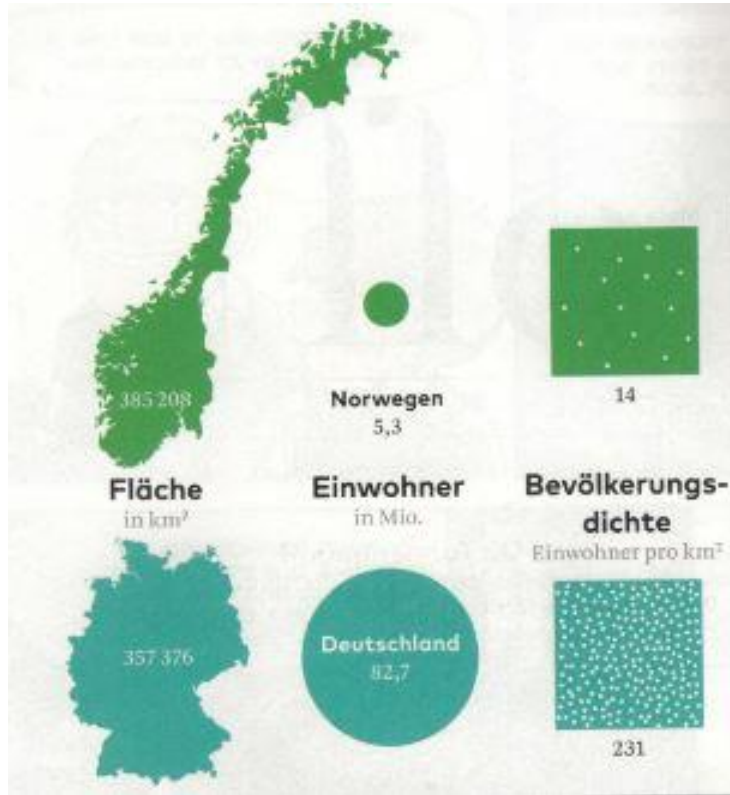 385 208
Norwegen
5,3
14
Fläche
in km²
Einwohner
in Mio.
Bevölkerungs-
dichte
Einwohner pro km²
357 376
Deutschland
82,7
231